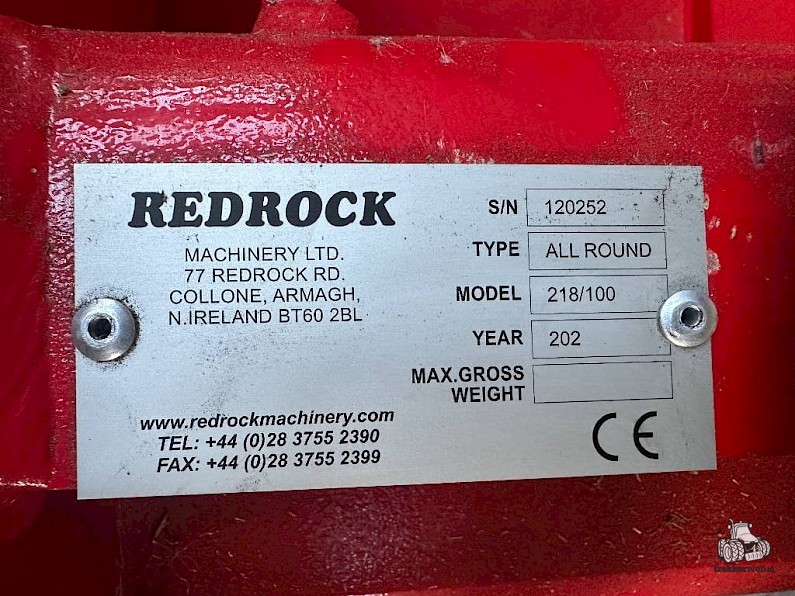 REDROCK
MACHINERY LTD.
77 REDROCK RD.
COLLONE, ARMAGH,
N.IRELAND BT60 2BL
www.redrockmachinery.com
TEL: +44 (0)28 3755 2390
FAX: +44 (0)28 3755 2399
S/N 120252
TYPE ALL ROUND
MODEL 218/100
YEAR 202
MAX.GROSS
WEIGHT
CE